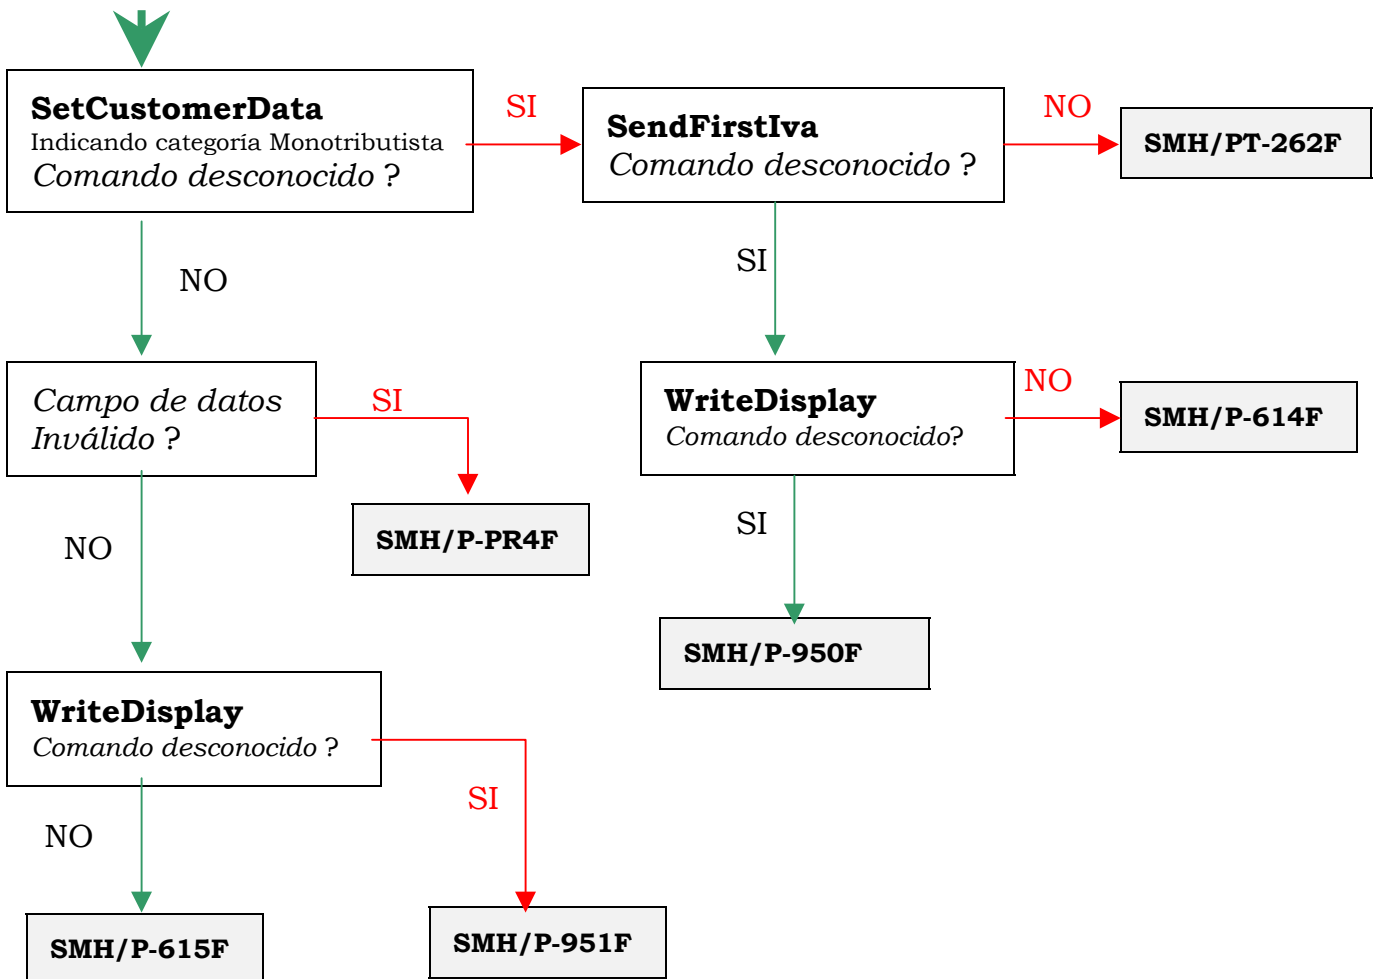 SetCustomerData
Indicando categoría Monotributista
Comando desconocido ?
SI
SendFirstIva
Comando desconocido ?
NO
SMH/PT-262F
NO
SI
Campo de datos
Inválido ?
SI
SMH/P-PR4F
WriteDisplay
Comando desconocido?
NO
SMH/P-614F
NO
SI
SMH/P-950F
WriteDisplay
Comando desconocido ?
SI
NO
SMH/P-615F
SMH/P-951F